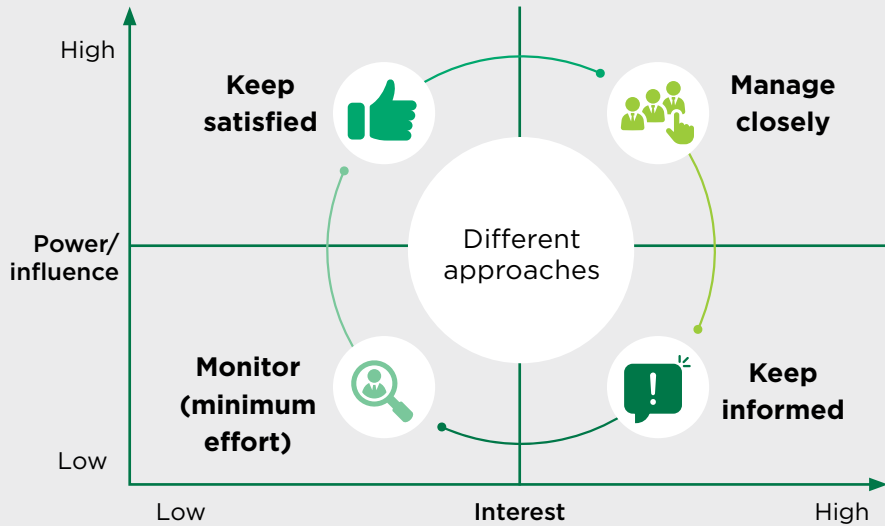 High
Keep
satisfied
Manage
closely
Power/
influence
Different
approaches
Monitor
(minimum
effort)
Keep
informed
!
Low
Low
Interest
High